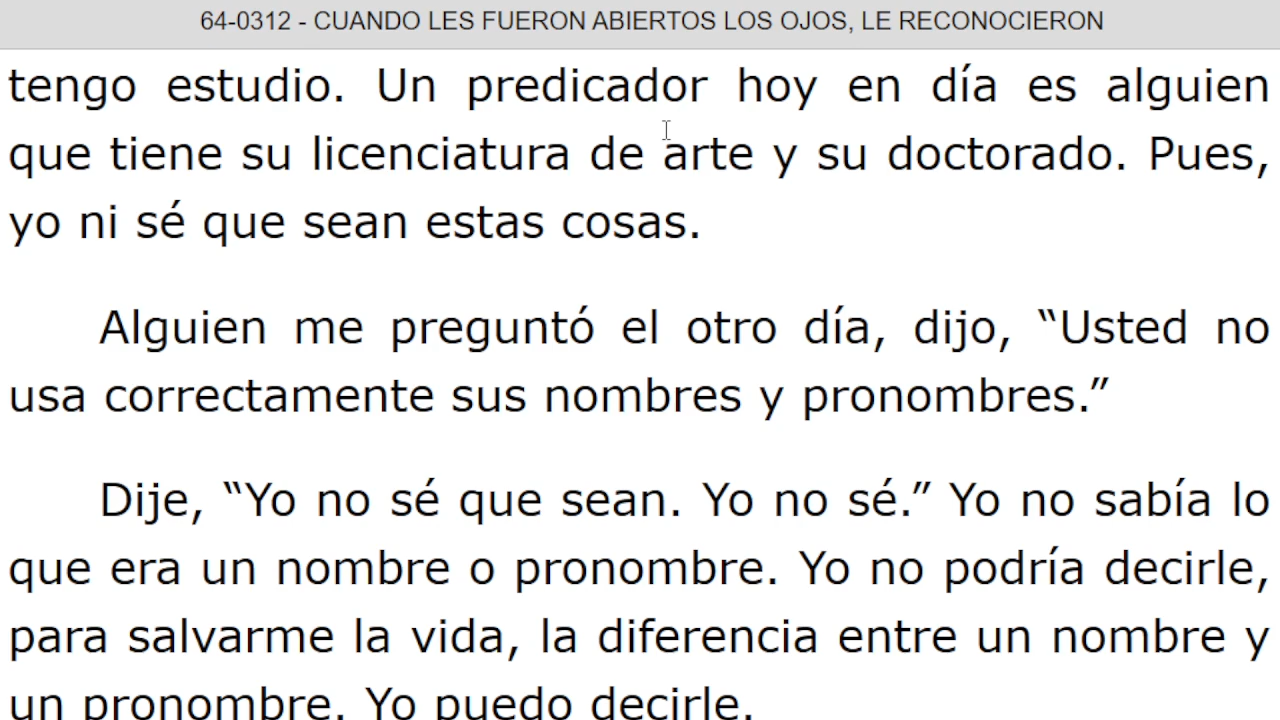 64-0312 - CUANDO LES FUERON ABIERTOS LOS OJOS, LE RECONOCIERON
tengo estudio. Un predicador hoy en día es alguien
que tiene su licenciatura de arte y su doctorado. Pues,
yo ni sé que sean estas cosas.
Alguien me preguntó el otro día, dijo, “Usted no
usa correctamente sus nombres y pronombres.”
Dije, “Yo no sé que sean. Yo no sé.” Yo no sabía lo
que era un nombre o pronombre. Yo no podría decirle,
para salvarme la vida, la diferencia entre un nombre y
un pronombre. Yo puedo decirle.